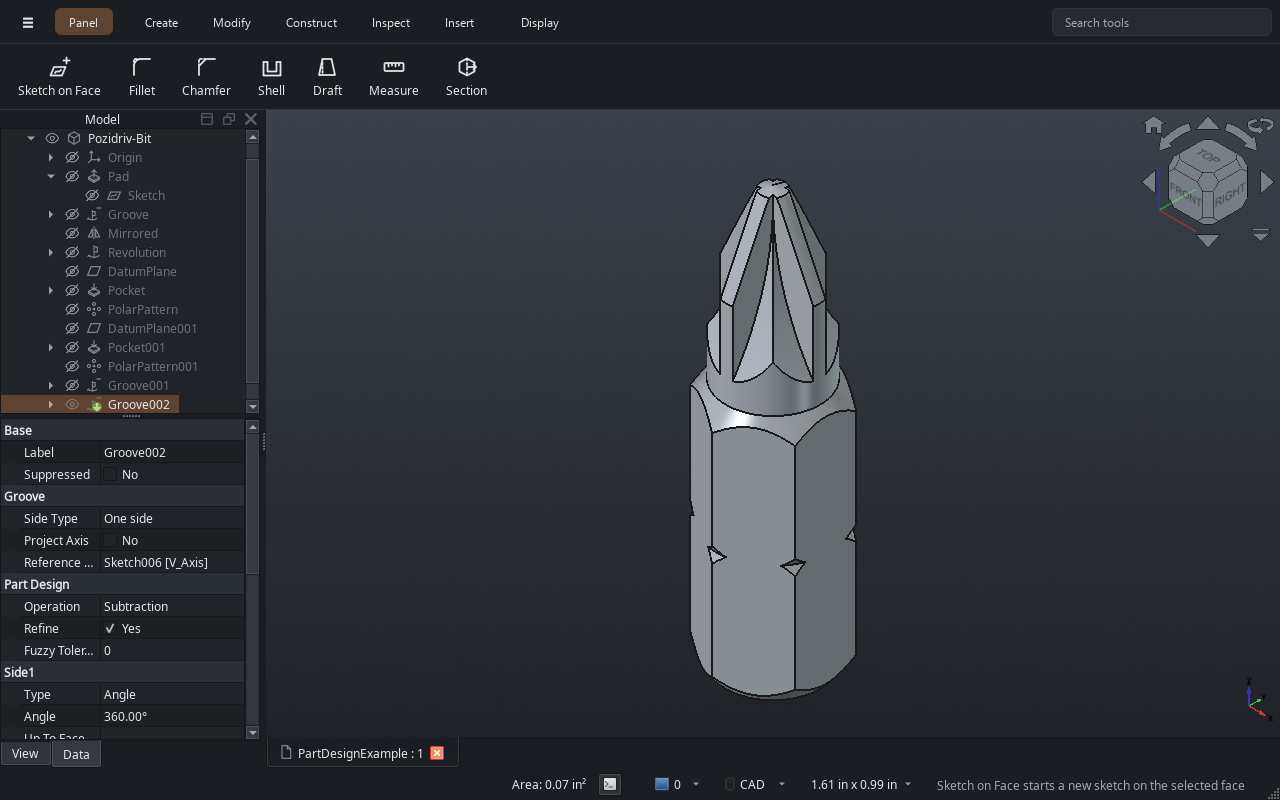 Panel Create Modify Construct Inspect Insert Display Search tools
Sketch on Face Fillet Chamfer Shell Draft Measure Section
Model
Pozidriv-Bit
Origin
Pad
Sketch
Groove
Mirrored
Revolution
DatumPlane
Pocket
PolarPattern
DatumPlane001
Pocket001
PolarPattern001
Groove001
Groove002
Base
Label Groove002
Suppressed No
Groove
Side Type One side
Project Axis No
Reference ... Sketch006 [V_Axis]
Part Design
Operation Subtraction
Refine Yes
Fuzzy Toler... 0
Side1
Type Angle
Angle 360.00°
Up To Face
View Data
TOP
FRONT RIGHT
Z
Y
X
PartDesignExample : 1
Area: 0.07 in² 0 CAD 1.61 in x 0.99 in Sketch on Face starts a new sketch on the selected face